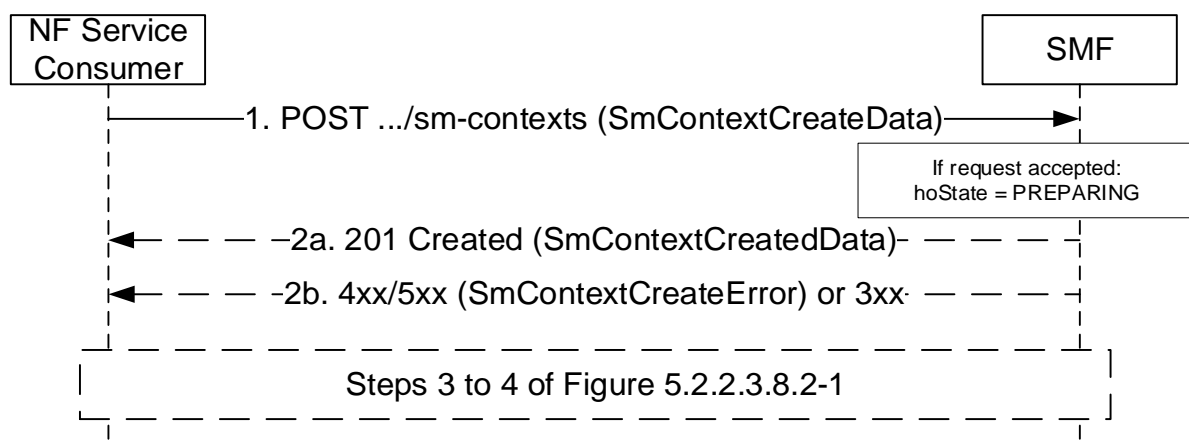 NF Service
Consumer
SMF
1. POST .../sm-contexts (SmContextCreateData)
If request accepted:
hoState = PREPARING
2a. 201 Created (SmContextCreatedData)
2b. 4xx/5xx (SmContextCreateError) or 3xx
Steps 3 to 4 of Figure 5.2.2.3.8.2-1